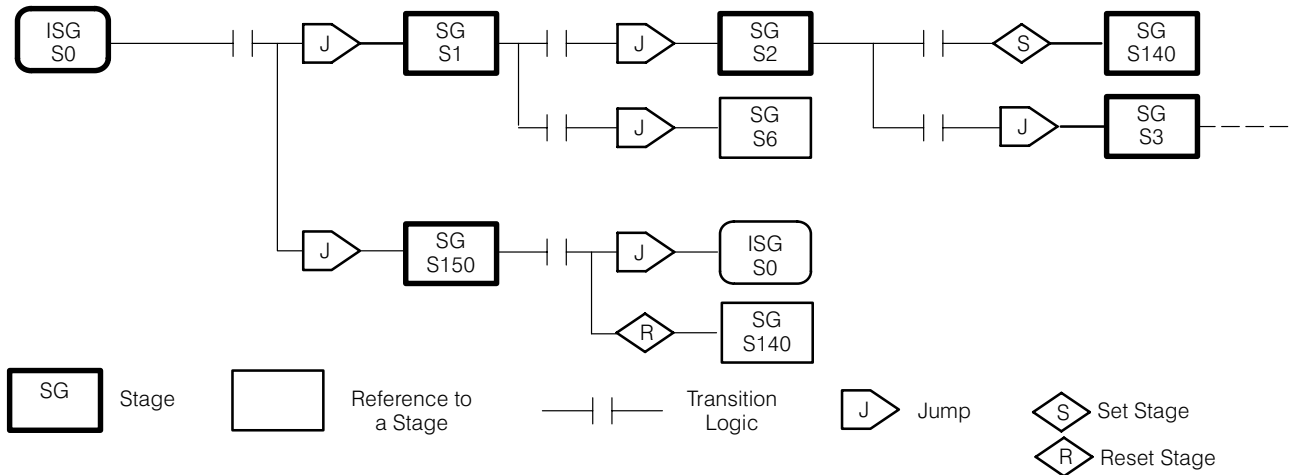 ISG
S0
J
SG
S1
J
SG
S2
S
SG
S140
J
SG
S6
J
SG
S3
J
SG
S150
J
ISG
S0
R
SG
S140
SG
Stage
Reference to
a Stage
Transition
Logic
J
Jump
S
Set Stage
R
Reset Stage